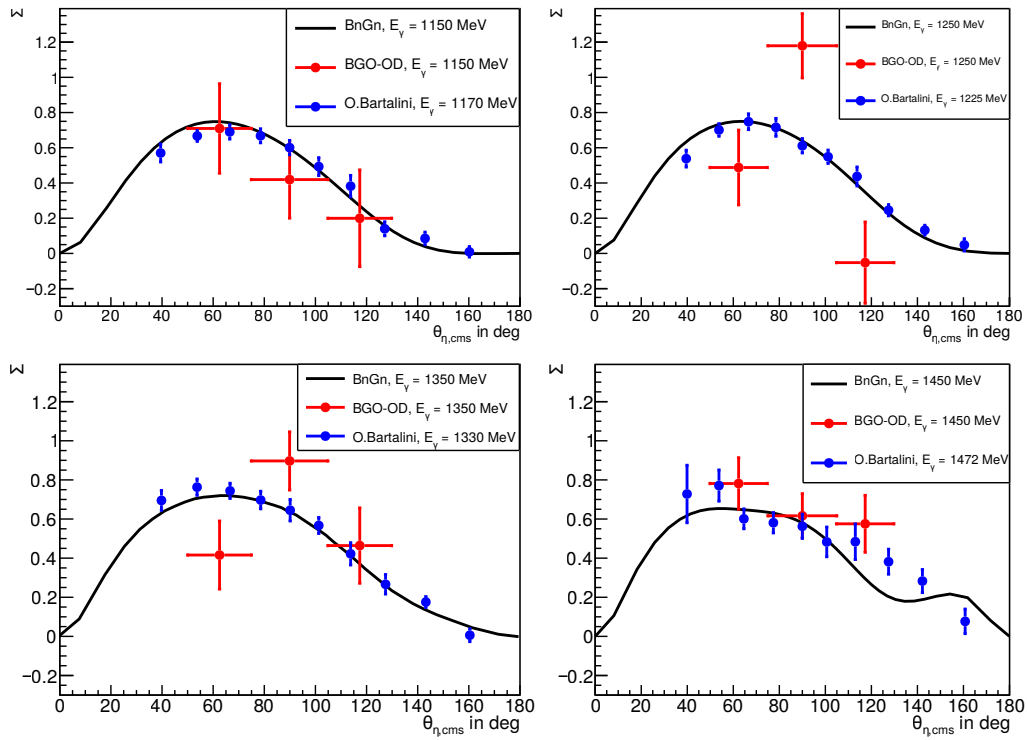 Σ
BnGn, Eγ = 1150 MeV
BGO-OD, Eγ = 1150 MeV
O.Bartalini, Eγ = 1170 MeV
1.2
1
0.8
0.6
0.4
0.2
0
−0.2
0 20 40 60 80 100 120 140 160 180
θη,cms in deg
Σ
BnGn, Eγ = 1250 MeV
BGO-OD, Eγ = 1250 MeV
O.Bartalini, Eγ = 1225 MeV
1.2
1
0.8
0.6
0.4
0.2
0
−0.2
0 20 40 60 80 100 120 140 160 180
θη,cms in deg
Σ
BnGn, Eγ = 1350 MeV
BGO-OD, Eγ = 1350 MeV
O.Bartalini, Eγ = 1330 MeV
1.2
1
0.8
0.6
0.4
0.2
0
−0.2
0 20 40 60 80 100 120 140 160 180
θη,cms in deg
Σ
BnGn, Eγ = 1450 MeV
BGO-OD, Eγ = 1450 MeV
O.Bartalini, Eγ = 1472 MeV
1.2
1
0.8
0.6
0.4
0.2
0
−0.2
0 20 40 60 80 100 120 140 160 180
θη,cms in deg